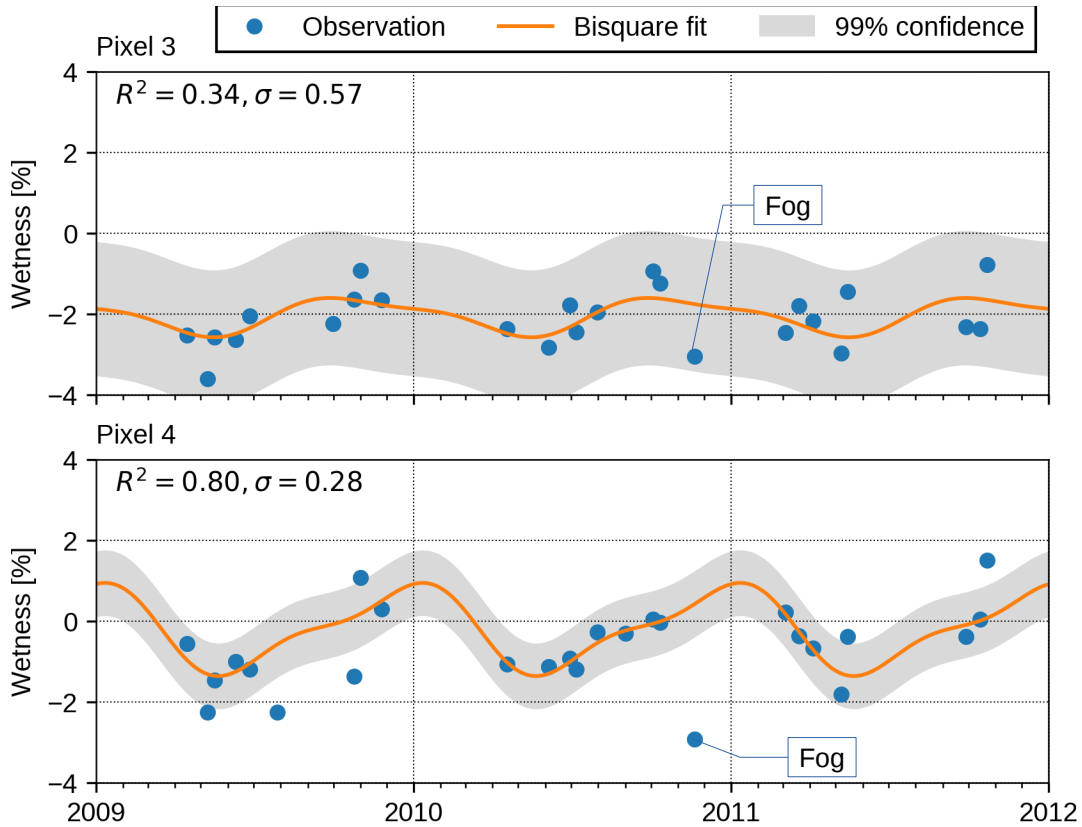 Observation Bisquare fit 99% confidence
Pixel 3
R² = 0.34, σ = 0.57
4
2
0
−2
−4
Wetness [%]
Fog
Pixel 4
R² = 0.80, σ = 0.28
4
2
0
−2
−4
Wetness [%]
Fog
2009 2010 2011 2012